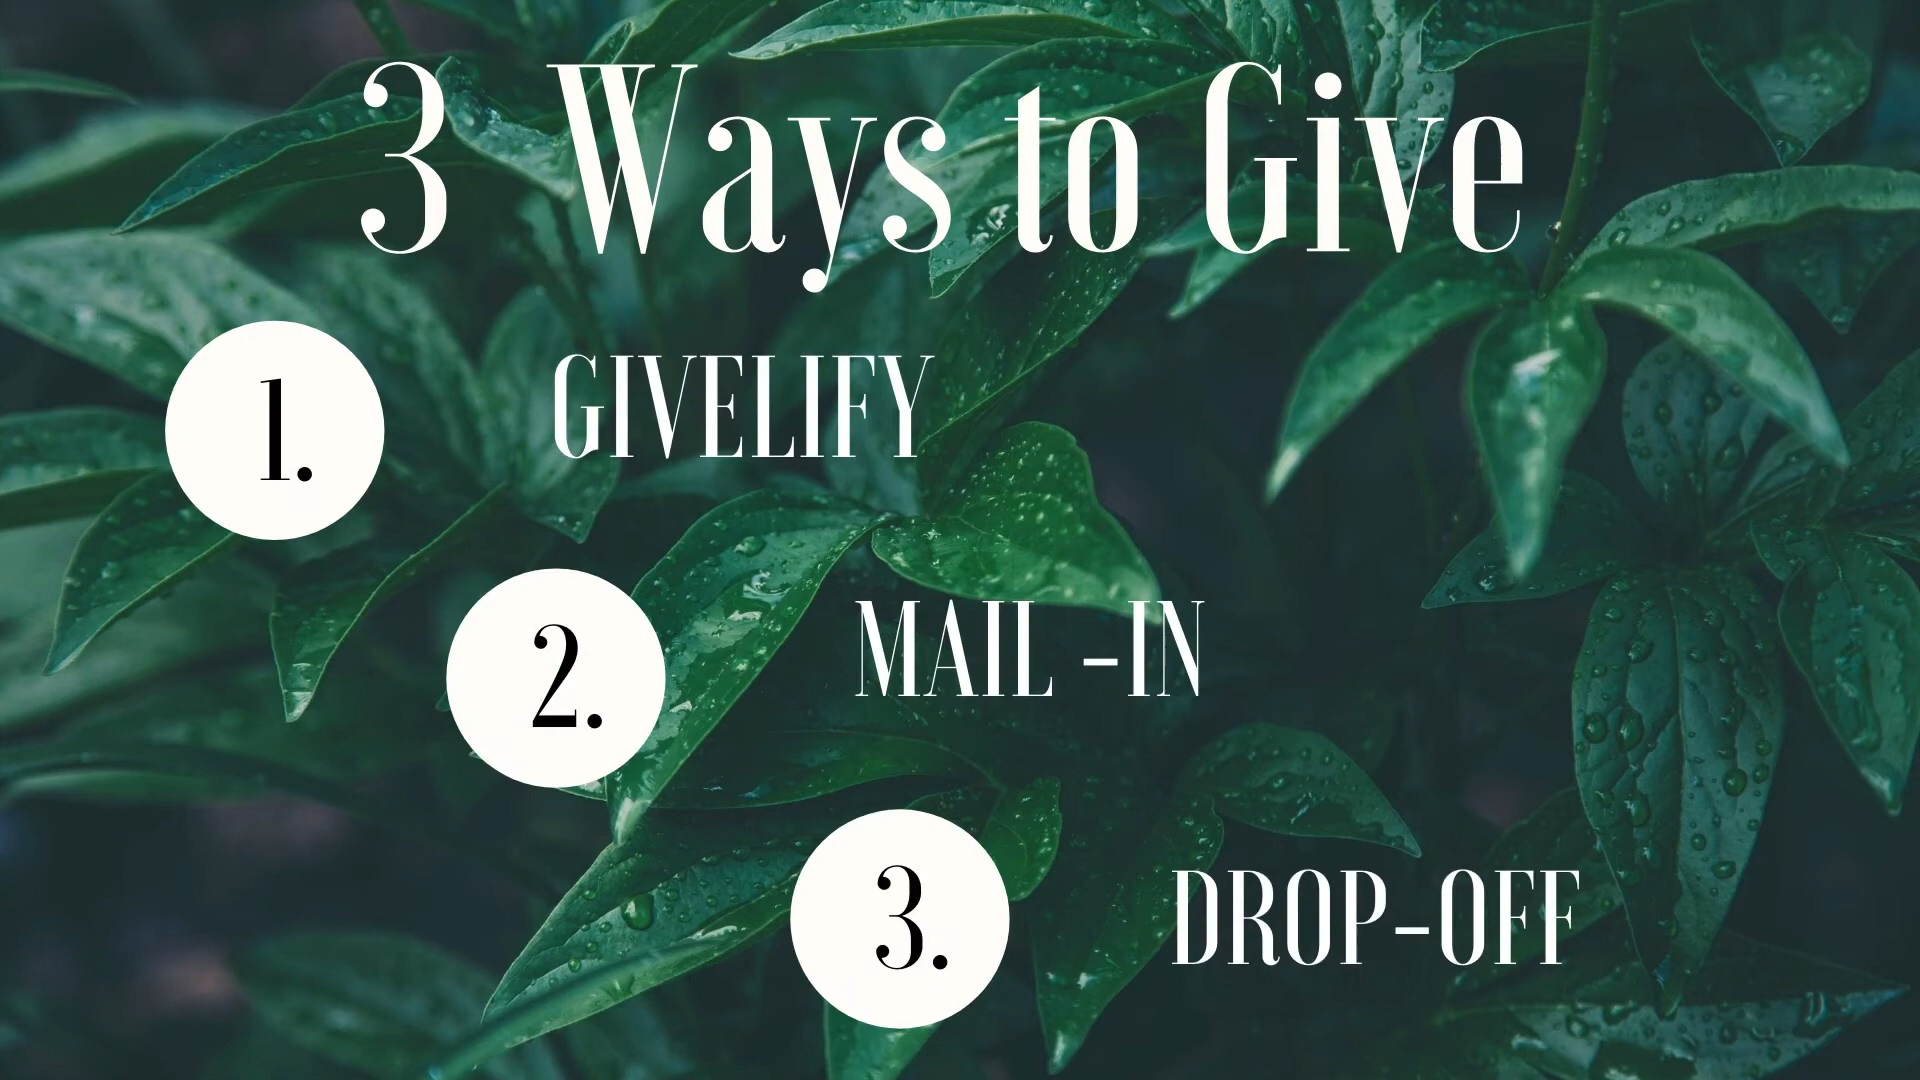 3 Ways to Give
1. GIVELIFY
2. MAIL -IN
3. DROP-OFF